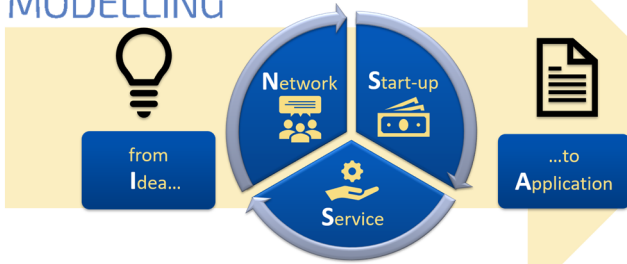 MODELLING
from
Idea...
Network
Start-up
Service
...to
Application